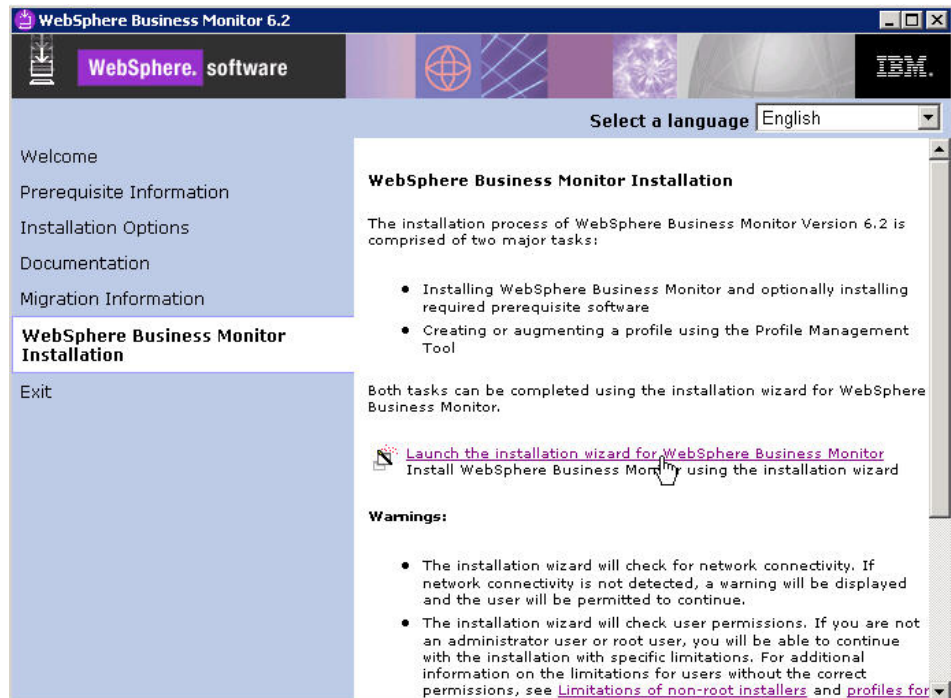 WebSphere Business Monitor 6.2
WebSphere. software
IBM.
Select a language English
Welcome
Prerequisite Information
Installation Options
Documentation
Migration Information
WebSphere Business Monitor
Installation
Exit
WebSphere Business Monitor Installation
The installation process of WebSphere Business Monitor Version 6.2 is
comprised of two major tasks:
● Installing WebSphere Business Monitor and optionally installing
required prerequisite software
● Creating or augmenting a profile using the Profile Management
Tool
Both tasks can be completed using the installation wizard for WebSphere
Business Monitor.
Launch the installation wizard for WebSphere Business Monitor
Install WebSphere Business Monitor using the installation wizard
Warnings:
● The installation wizard will check for network connectivity. If
network connectivity is not detected, a warning will be displayed
and the user will be permitted to continue.
● The installation wizard will check user permissions. If you are not
an administrator user or root user, you will be able to continue
with the installation with specific limitations. For additional
information on the limitations for users without the correct
permissions, see Limitations of non-root installers and profiles for